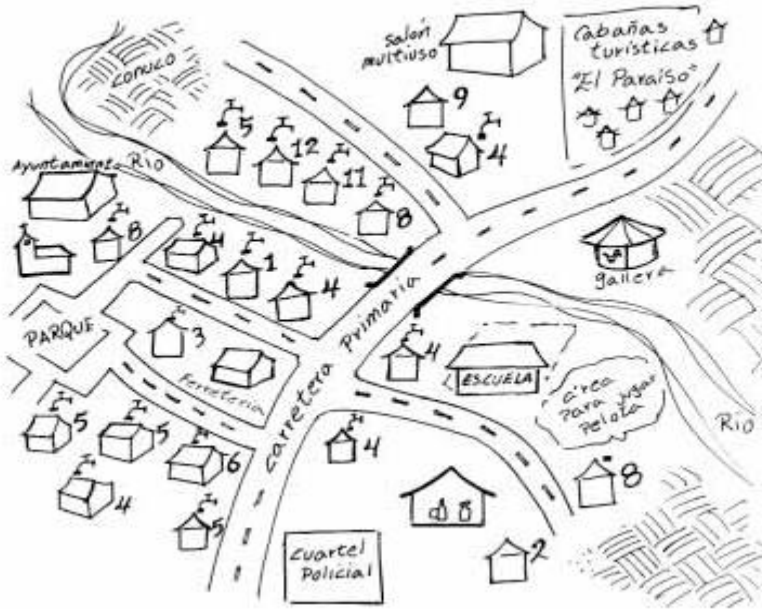 conuco
salón
multiuso
Cabañas
turísticas
"El Paraíso"
9
4
5
12
11
8
Río
Ayuntamiento
8
4
1
4
gallera
Primaria
Carretera
PARQUE
3
Ferretería
4
ESCUELA
área
para jugar
pelota
Río
5
5
6
4
5
4
8
2
Cuartel
Policial